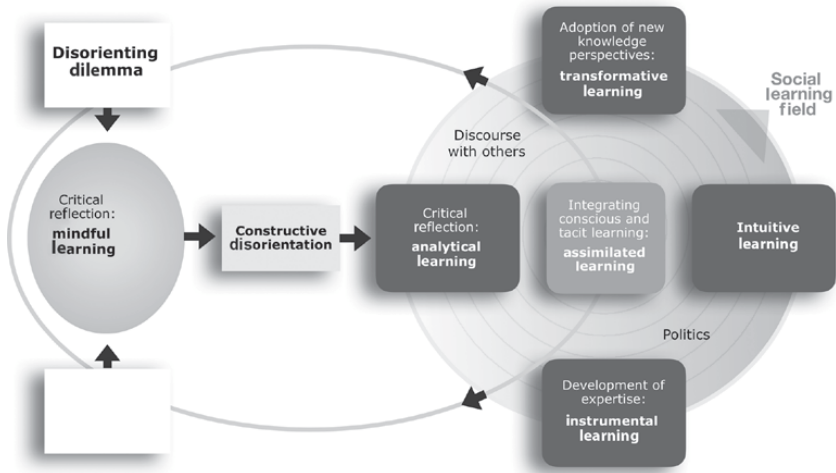 Disorienting
dilemma
Adoption of new
knowledge
perspectives:
transformative
learning
Social
learning
field
Discourse
with others
Critical
reflection:
mindful
learning
Constructive
disorientation
Critical
reflection:
analytical
learning
Integrating
conscious and
tacit learning:
assimilated
learning
Intuitive
learning
Politics
Development of
expertise:
instrumental
learning